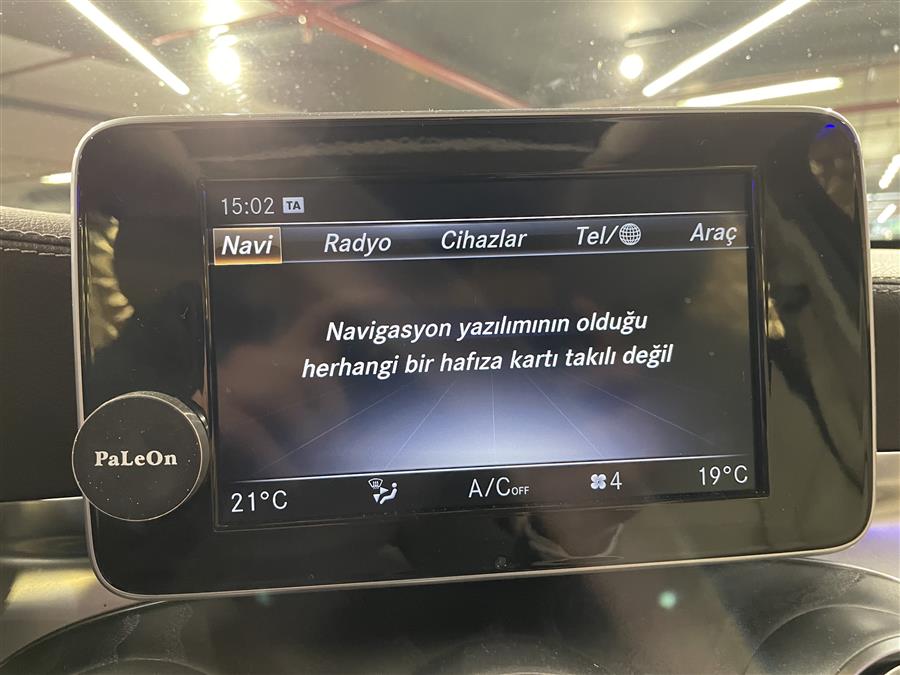 15:02 TA
Navi Radyo Cihazlar Tel/ Araç
Navigasyon yazılımının olduğu
herhangi bir hafıza kartı takılı değil
PaLeOn
21°C A/COFF 4 19°C